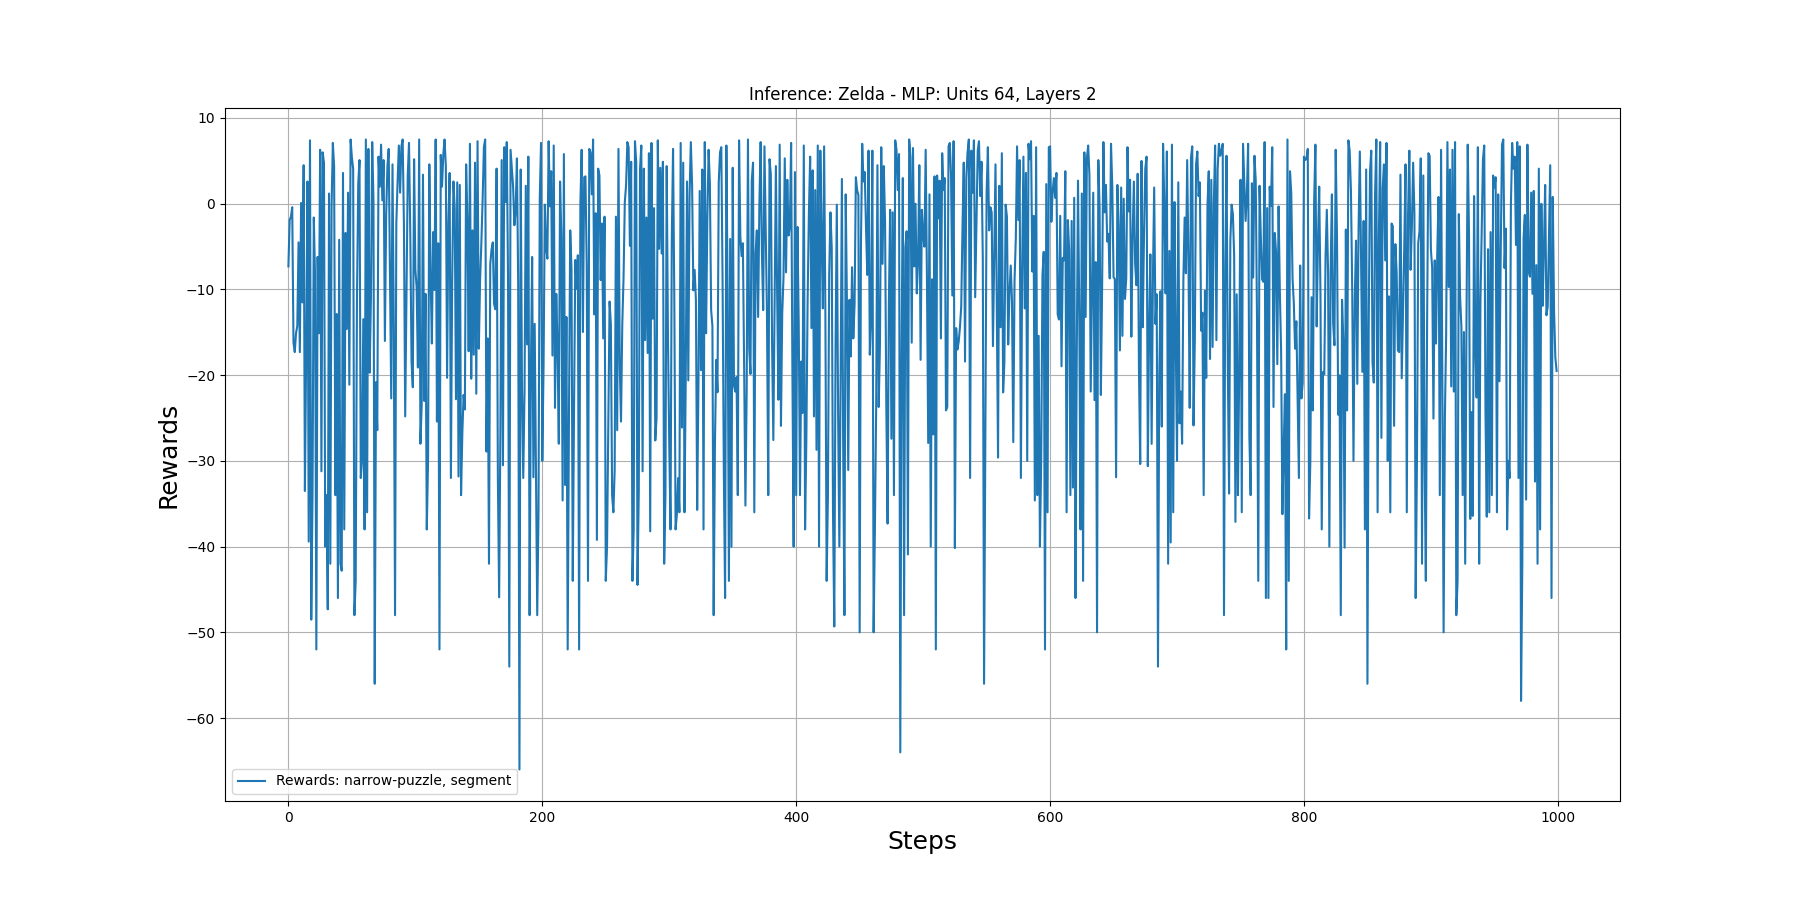 Inference: Zelda - MLP: Units 64, Layers 2
10
0
−10
−20
−30
−40
−50
−60
Rewards
Rewards: narrow-puzzle, segment
0 200 400 600 800 1000
Steps